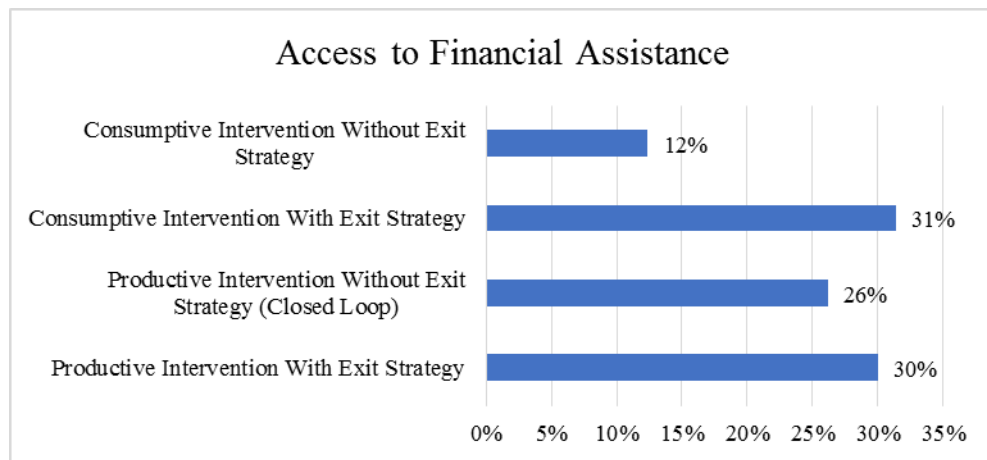 Access to Financial Assistance
Consumptive Intervention Without Exit
Strategy
12%
Consumptive Intervention With Exit Strategy
31%
Productive Intervention Without Exit
Strategy (Closed Loop)
26%
Productive Intervention With Exit Strategy
30%
0% 5% 10% 15% 20% 25% 30% 35%